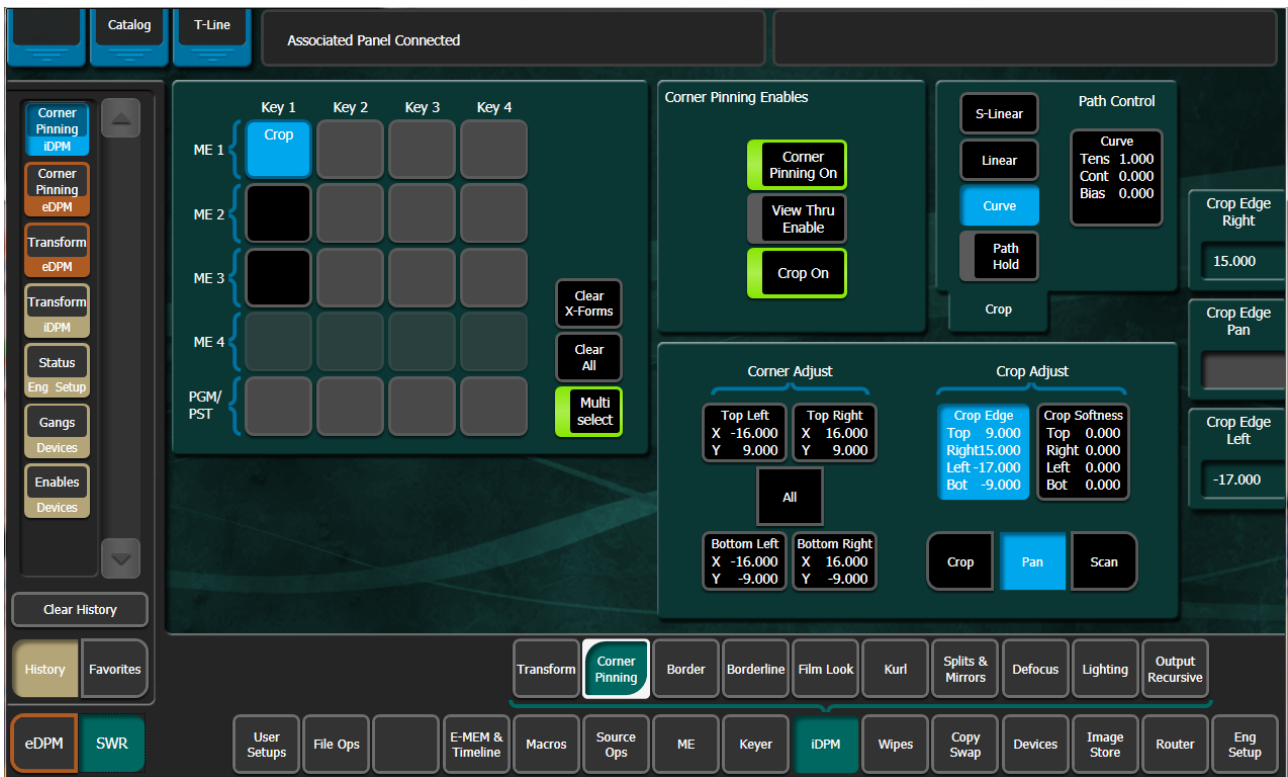 Catalog
T-Line
Associated Panel Connected
Corner
Pinning
iDPM
Corner
Pinning
eDPM
Transform
eDPM
Transform
iDPM
Status
Eng Setup
Gangs
Devices
Enables
Devices
Clear History
History
Favorites
eDPM
SWR
Key 1
Key 2
Key 3
Key 4
ME 1
Crop
ME 2
ME 3
ME 4
PGM/
PST
Clear
X-Forms
Clear
All
Multi
select
Corner Pinning Enables
Corner
Pinning On
View Thru
Enable
Crop On
S-Linear
Linear
Curve
Path
Hold
Crop
Path Control
Curve
Tens 1.000
Cont 0.000
Bias 0.000
Crop Edge
Right
15.000
Crop Edge
Pan
Crop Edge
Left
-17.000
Corner Adjust
Top Left
X -16.000
Y 9.000
Top Right
X 16.000
Y 9.000
All
Bottom Left
X -16.000
Y -9.000
Bottom Right
X 16.000
Y -9.000
Crop Adjust
Crop Edge
Top 9.000
Right15.000
Left -17.000
Bot -9.000
Crop Softness
Top 0.000
Right 0.000
Left 0.000
Bot 0.000
Crop
Pan
Scan
Transform
Corner
Pinning
Border
Borderline
Film Look
Kurl
Splits &
Mirrors
Defocus
Lighting
Output
Recursive
User
Setups
File Ops
E-MEM &
Timeline
Macros
Source
Ops
ME
Keyer
iDPM
Wipes
Copy
Swap
Devices
Image
Store
Router
Eng
Setup